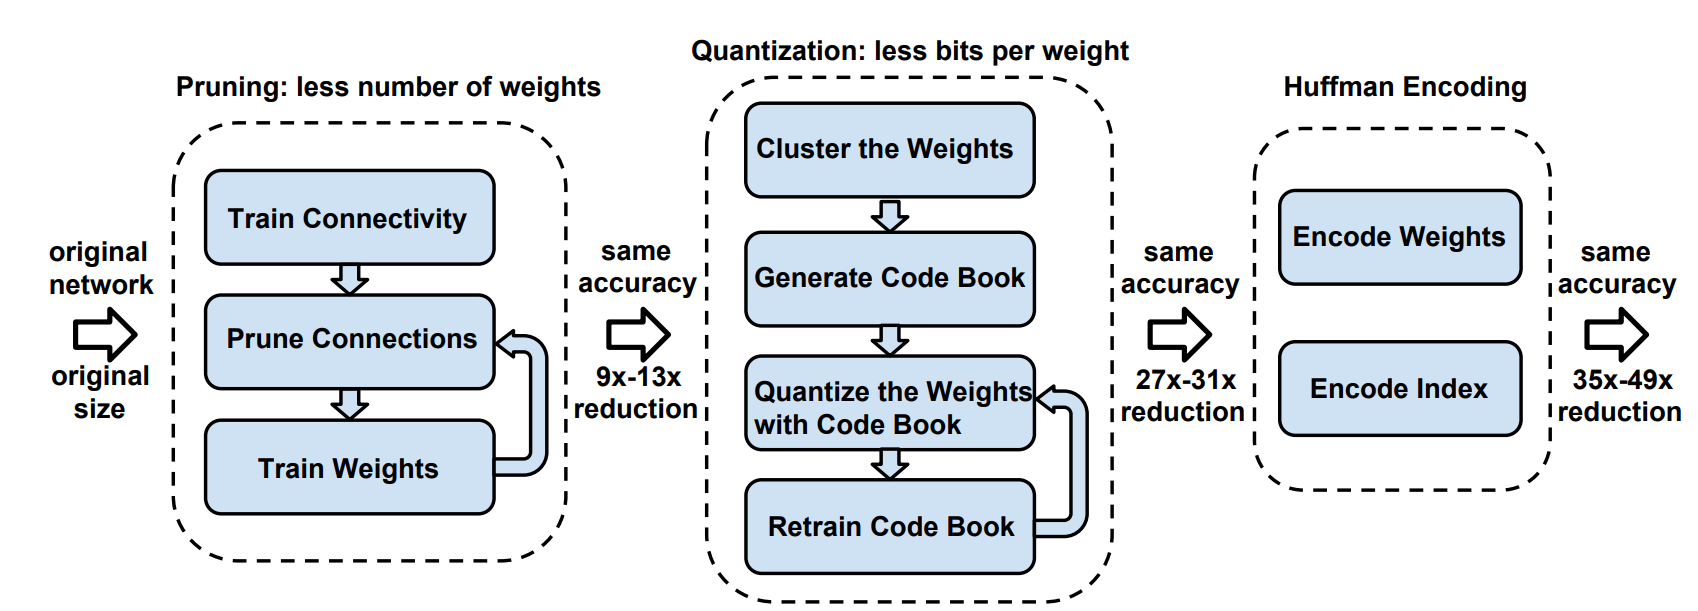 Pruning: less number of weights
Train Connectivity
Prune Connections
Train Weights
original
network
original
size
same
accuracy
9x-13x
reduction
Quantization: less bits per weight
Cluster the Weights
Generate Code Book
Quantize the Weights
with Code Book
Retrain Code Book
same
accuracy
27x-31x
reduction
Huffman Encoding
Encode Weights
Encode Index
same
accuracy
35x-49x
reduction